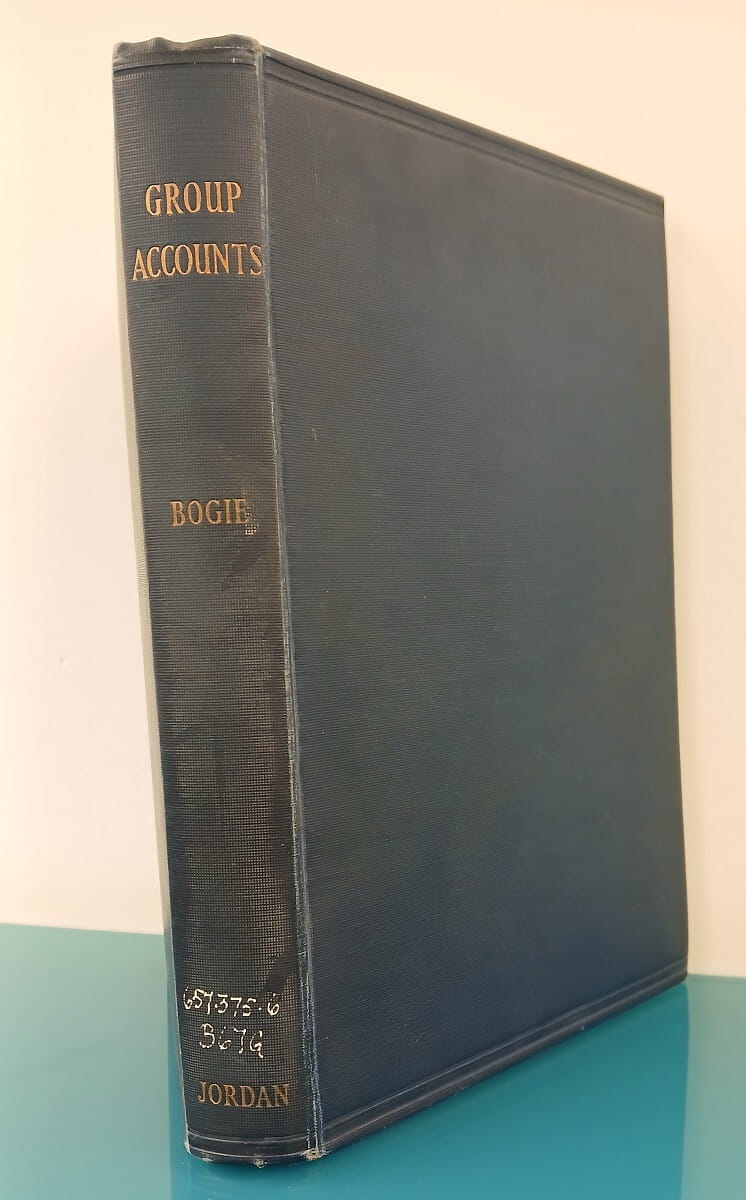 GROUP
ACCOUNTS
BOGIE
657.375.6
B67G
JORDAN